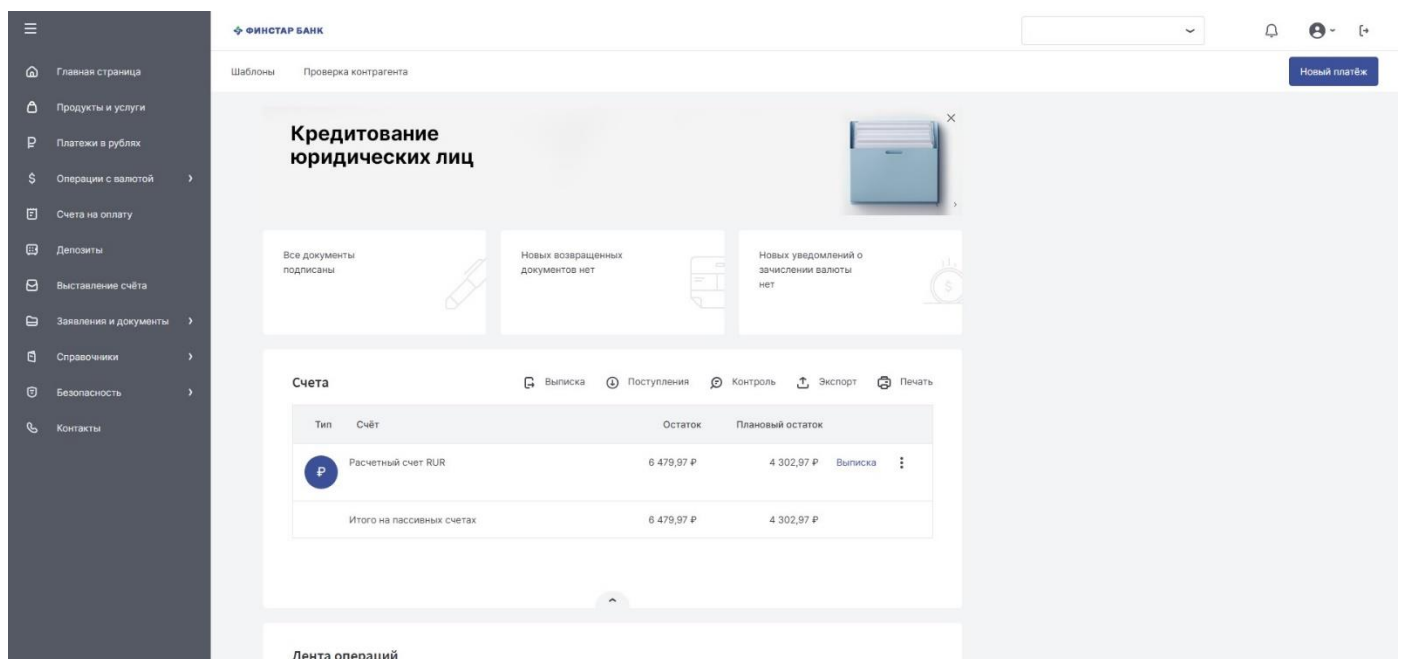 ФИНСТАР БАНК
Главная страница
Продукты и услуги
Платежи в рублях
Операции с валютой
Счета на оплату
Депозиты
Выставление счёта
Заявления и документы
Справочники
Безопасность
Контакты
Шаблоны Проверка контрагента
Новый платёж
Кредитование
юридических лиц
Все документы
подписаны
Новых возвращенных
документов нет
Новых уведомлений о
зачислении валюты
нет
Счета
Выписка Поступления Контроль Экспорт Печать
Тип Счёт Остаток Плановый остаток
₽ Расчетный счет RUR 6 479,97 ₽ 4 302,97 ₽ Выписка
Итого на пассивных счетах 6 479,97 ₽ 4 302,97 ₽
Лента операций